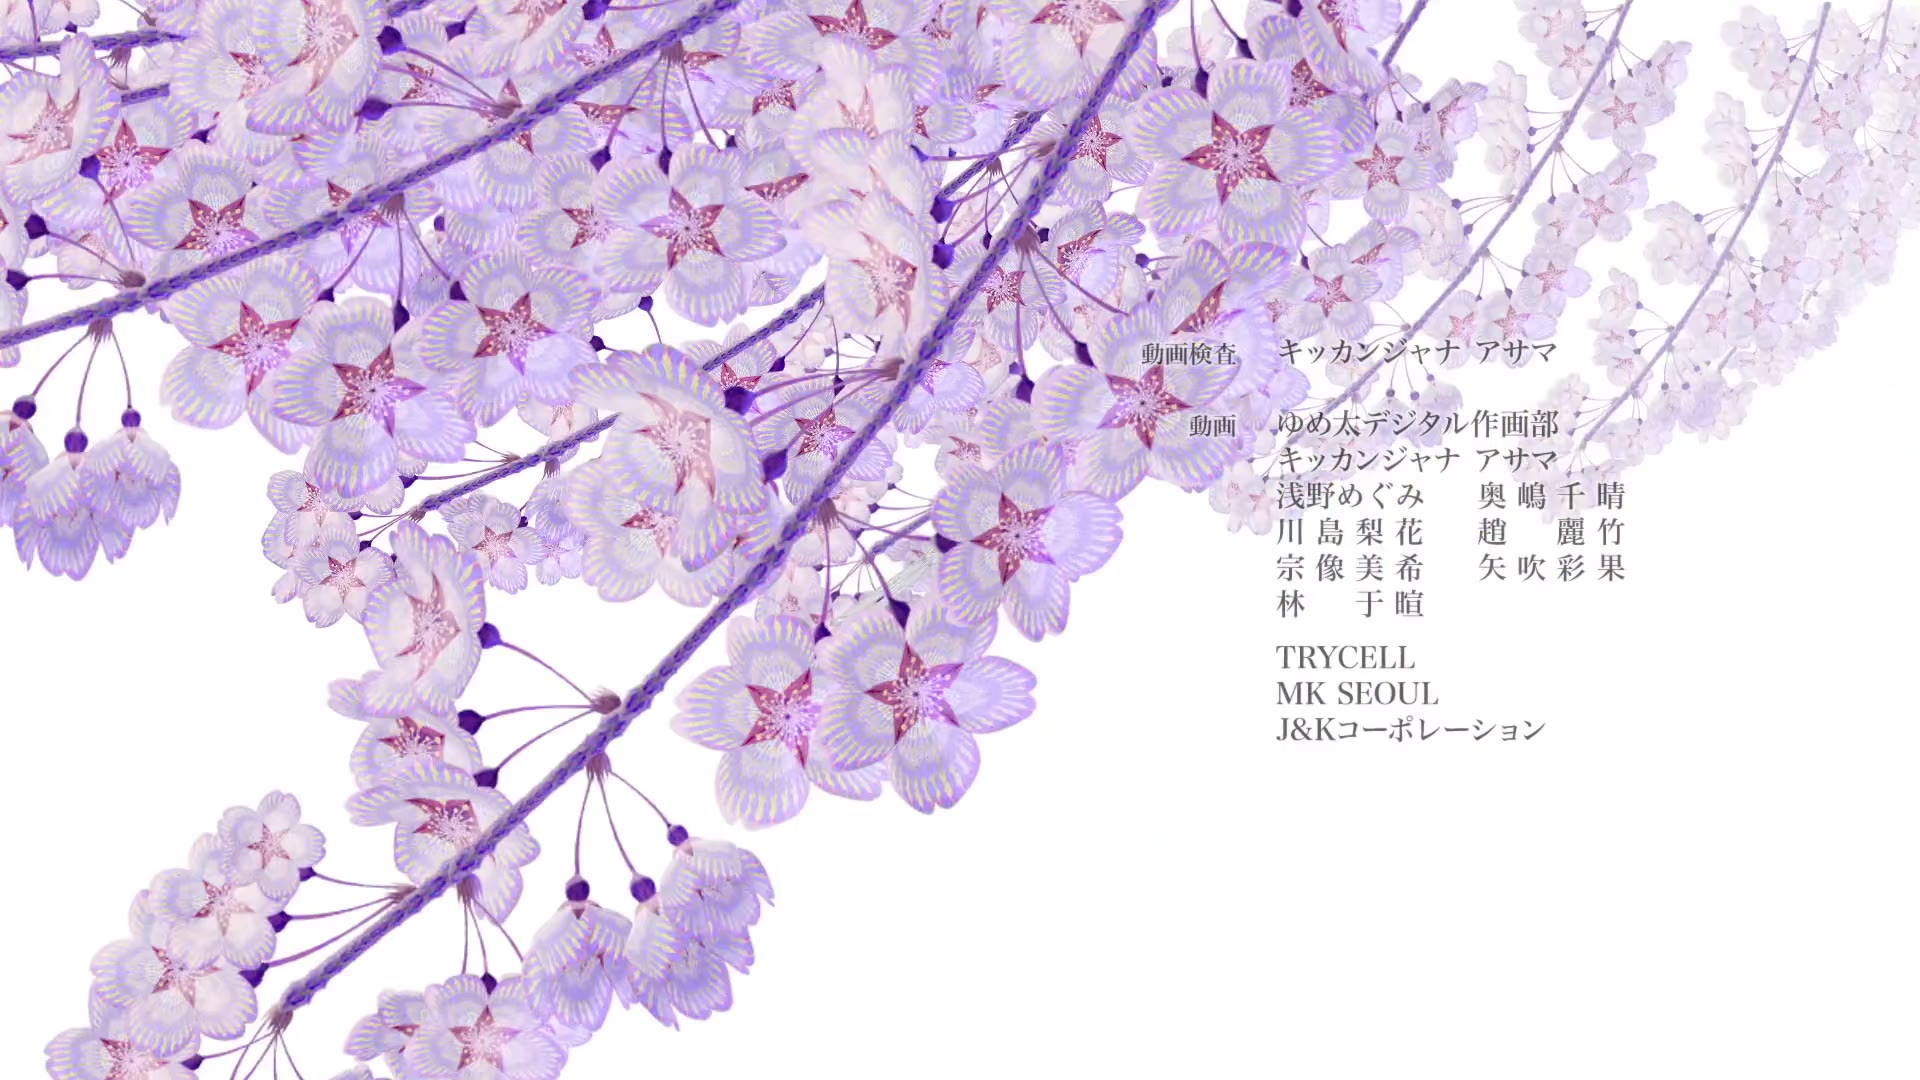 動画検査 キッカンジャナ アサマ
動画 ゆめ太デジタル作画部
キッカンジャナ アサマ
浅野めぐみ 奥嶋千晴
川島梨花 趙 麗竹
宗像美希 矢吹彩果
林 于暄
TRYCELL
MK SEOUL
J&Kコーポレーション